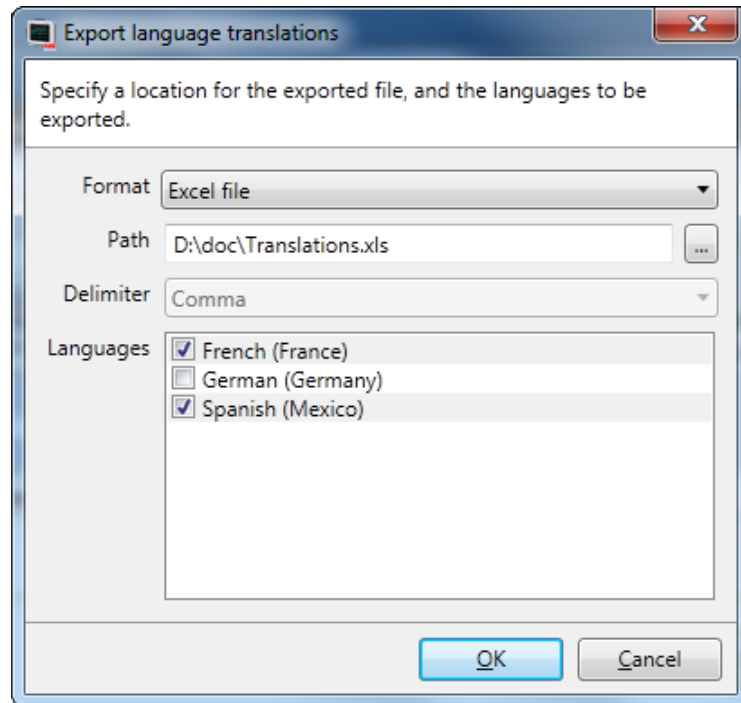 Export language translations
Specify a location for the exported file, and the languages to be
exported.
Format Excel file
Path D:\doc\Translations.xls ...
Delimiter Comma
Languages French (France)
German (Germany)
Spanish (Mexico)
OK Cancel